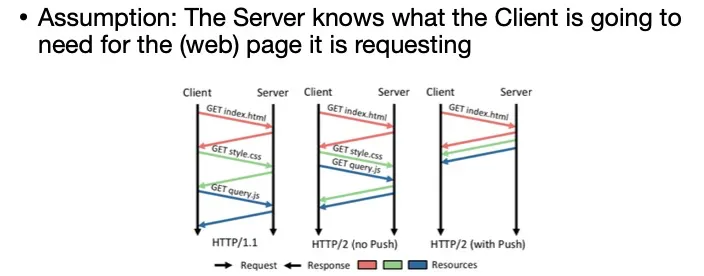 • Assumption: The Server knows what the Client is going to
need for the (web) page it is requesting
Client Server Client Server Client Server
GET index.html GET index.html GET index.html
GET style.css GET style.css
GET query.js
GET query.js
HTTP/1.1 HTTP/2 (no Push) HTTP/2 (with Push)
Request Response Resources